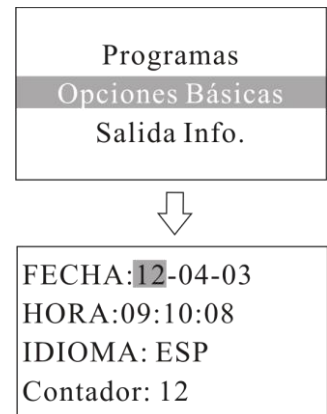 Programas
Opciones Básicas
Salida Info.
FECHA:12-04-03
HORA:09:10:08
IDIOMA: ESP
Contador: 12